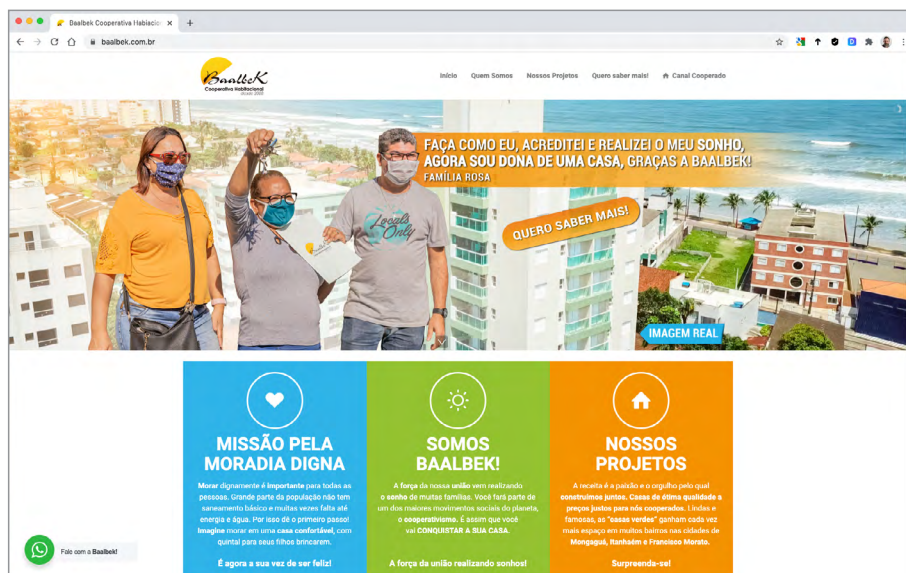 Baalbek Cooperativa Habiacior
baalbek.com.br
BaalbeK
Cooperativa Habitacional
Início Quem Somos Nossos Projetos Quero saber mais! Canal Cooperado
FAÇA COMO EU, ACREDITEI E REALIZEI O MEU SONHO,
AGORA SOU DONA DE UMA CASA, GRAÇAS A BAALBEK!
FAMÍLIA ROSA
Locals
Only
QUERO SABER MAIS!
IMAGEM REAL
MISSÃO PELA
MORADIA DIGNA
Morar dignamente é importante para todas as
pessoas. Grande parte da população não tem
saneamento básico e muitas vezes falta até
energia e água. Por isso dê o primeiro passo!
Imagine morar em uma casa confortável, com
quintal para seus filhos brincarem.
É agora a sua vez de ser feliz!
SOMOS
BAALBEK!
A força da nossa união vem realizando
o sonho de muitas famílias. Você fará parte de
um dos maiores movimentos sociais do planeta,
o cooperativismo. É assim que você
vai CONQUISTAR A SUA CASA.
A força da união realizando sonhos!
NOSSOS
PROJETOS
A receita é a paixão e o orgulho pelo qual
construímos juntos. Casas de ótima qualidade a
preços justos para nós cooperados. Lindas e
famosas, as "casas verdes" ganham cada vez
mais espaço em muitos bairros nas cidades de
Mongaguá, Itanhaém e Francisco Morato.
Surpreenda-se!
Fale com a Baalbek!